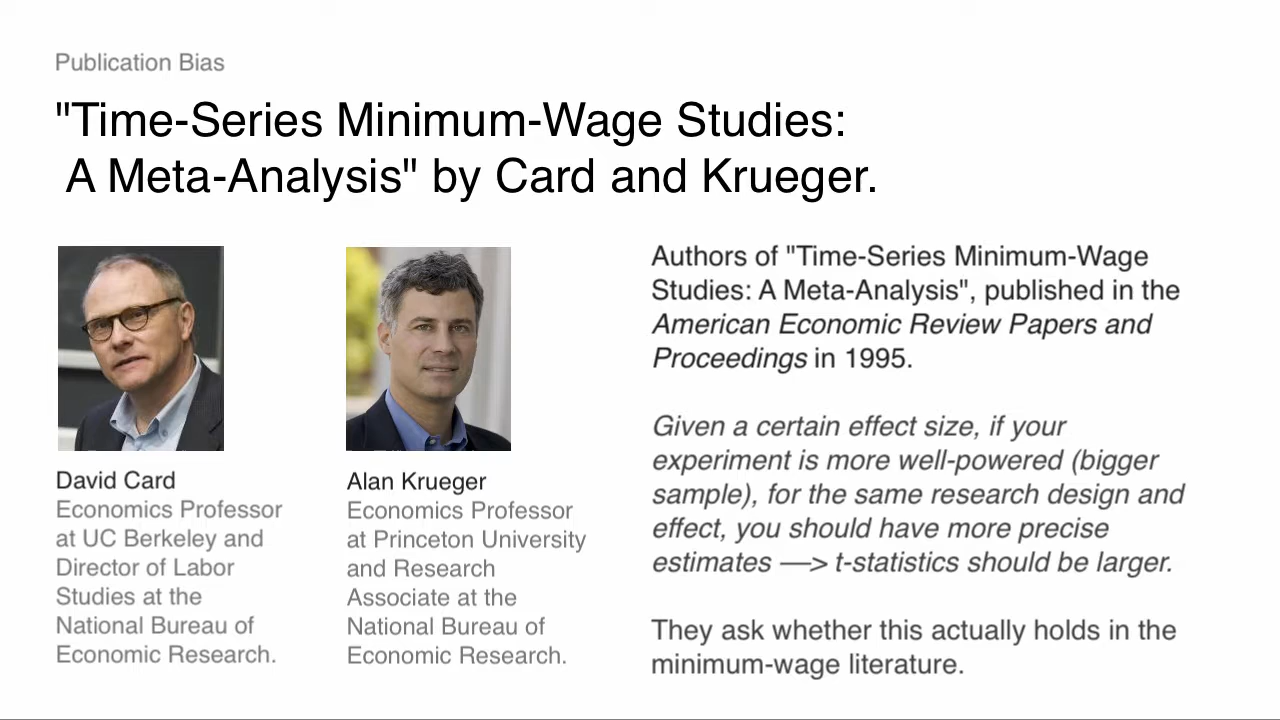 Publication Bias
"Time-Series Minimum-Wage Studies:
A Meta-Analysis" by Card and Krueger.
David Card
Economics Professor
at UC Berkeley and
Director of Labor
Studies at the
National Bureau of
Economic Research.
Alan Krueger
Economics Professor
at Princeton University
and Research
Associate at the
National Bureau of
Economic Research.
Authors of "Time-Series Minimum-Wage
Studies: A Meta-Analysis", published in the
American Economic Review Papers and
Proceedings in 1995.
Given a certain effect size, if your
experiment is more well-powered (bigger
sample), for the same research design and
effect, you should have more precise
estimates —> t-statistics should be larger.
They ask whether this actually holds in the
minimum-wage literature.